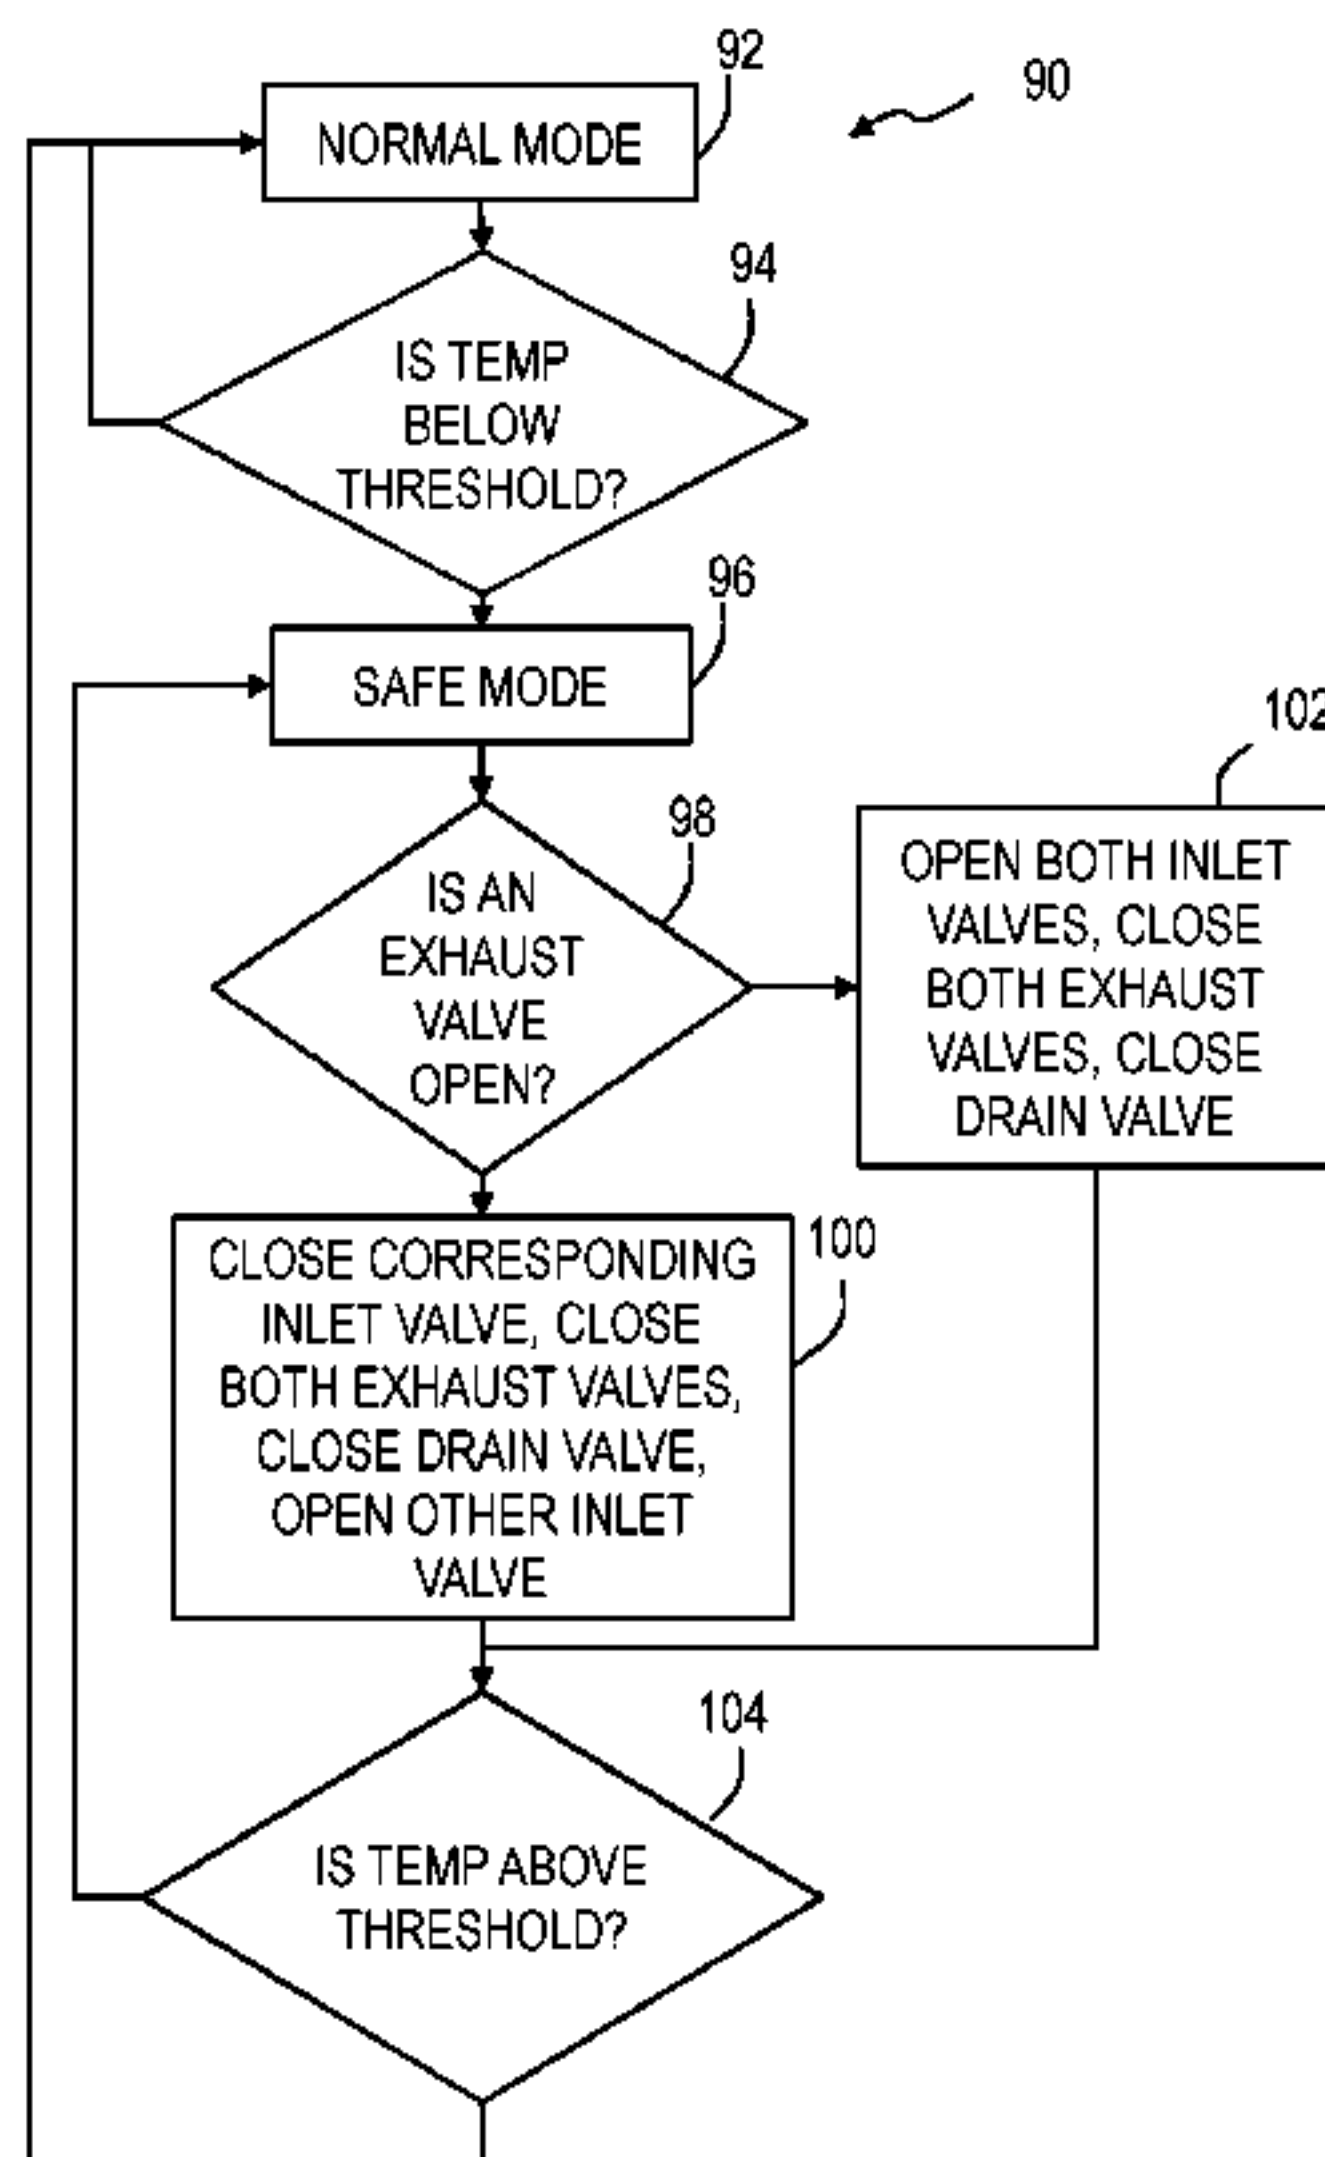 92
90
NORMAL MODE
94
IS TEMP
BELOW
THRESHOLD?
96
SAFE MODE
102
98
IS AN
EXHAUST
VALVE
OPEN?
OPEN BOTH INLET
VALVES, CLOSE
BOTH EXHAUST
VALVES, CLOSE
DRAIN VALVE
100
CLOSE CORRESPONDING
INLET VALVE, CLOSE
BOTH EXHAUST VALVES,
CLOSE DRAIN VALVE,
OPEN OTHER INLET
VALVE
104
IS TEMP ABOVE
THRESHOLD?